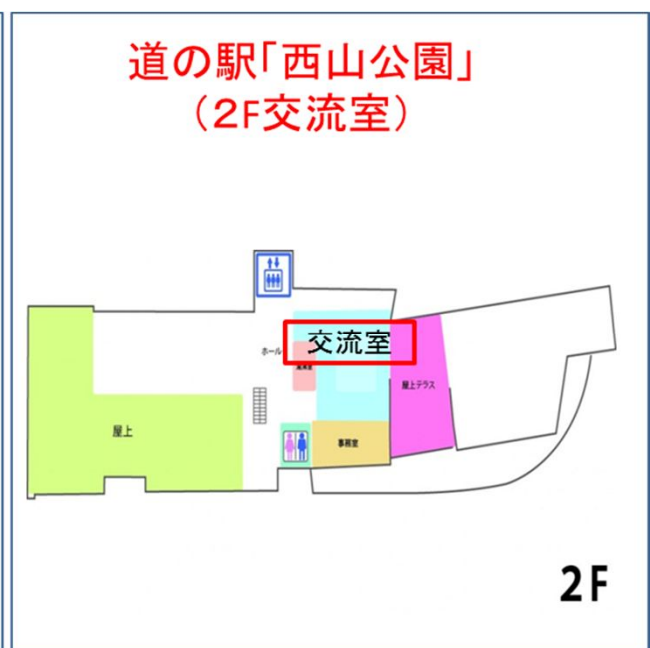 道の駅「西山公園」
（2F交流室）
交流室
ホール
屋上テラス
屋上
事務室
2F